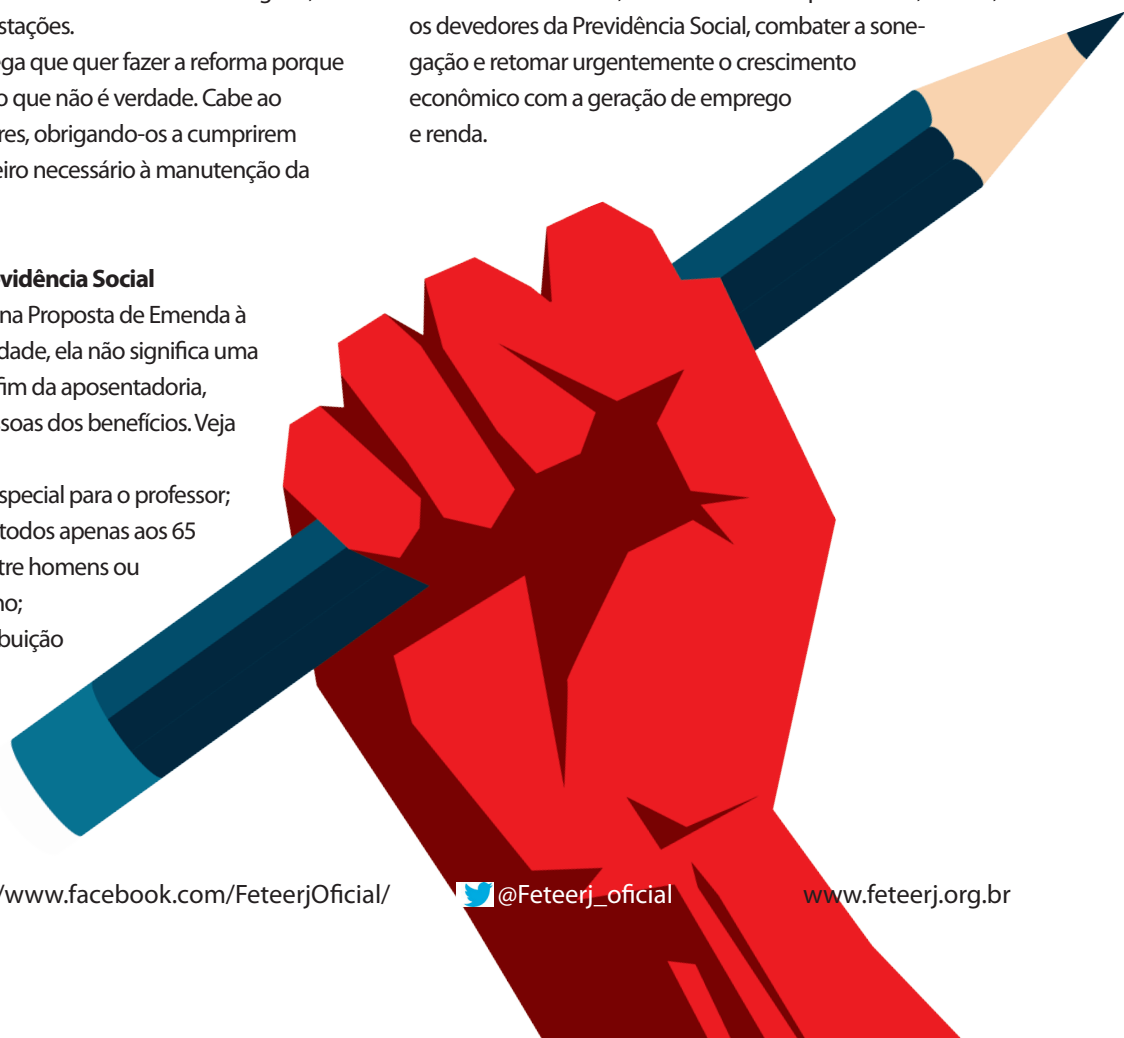 stações.
ega que quer fazer a reforma porque
o que não é verdade. Cabe ao
res, obrigando-os a cumprirem
eiro necessário à manutenção da
vidência Social
na Proposta de Emenda à
dade, ela não significa uma
fim da aposentadoria,
soas dos benefícios. Veja
special para o professor;
todos apenas aos 65
tre homens ou
no;
buição
os devedores da Previdência Social, combater a sone-
gação e retomar urgentemente o crescimento
econômico com a geração de emprego
e renda.
/www.facebook.com/FeteerjOficial/
@Feteerj_oficial
www.feteerj.org.br